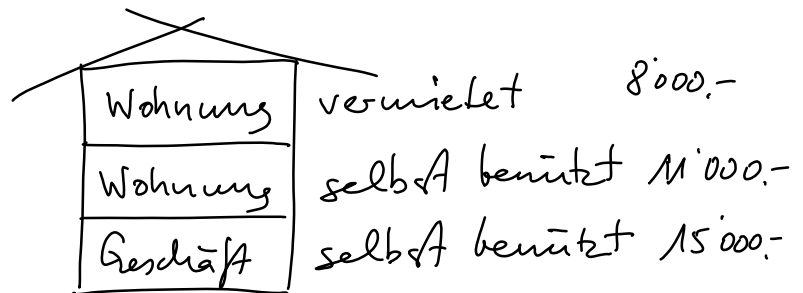 Wohnung vermietet 8'000.-
Wohnung selbst benützt 11'000.-
Geschäft selbst benützt 15'000.-